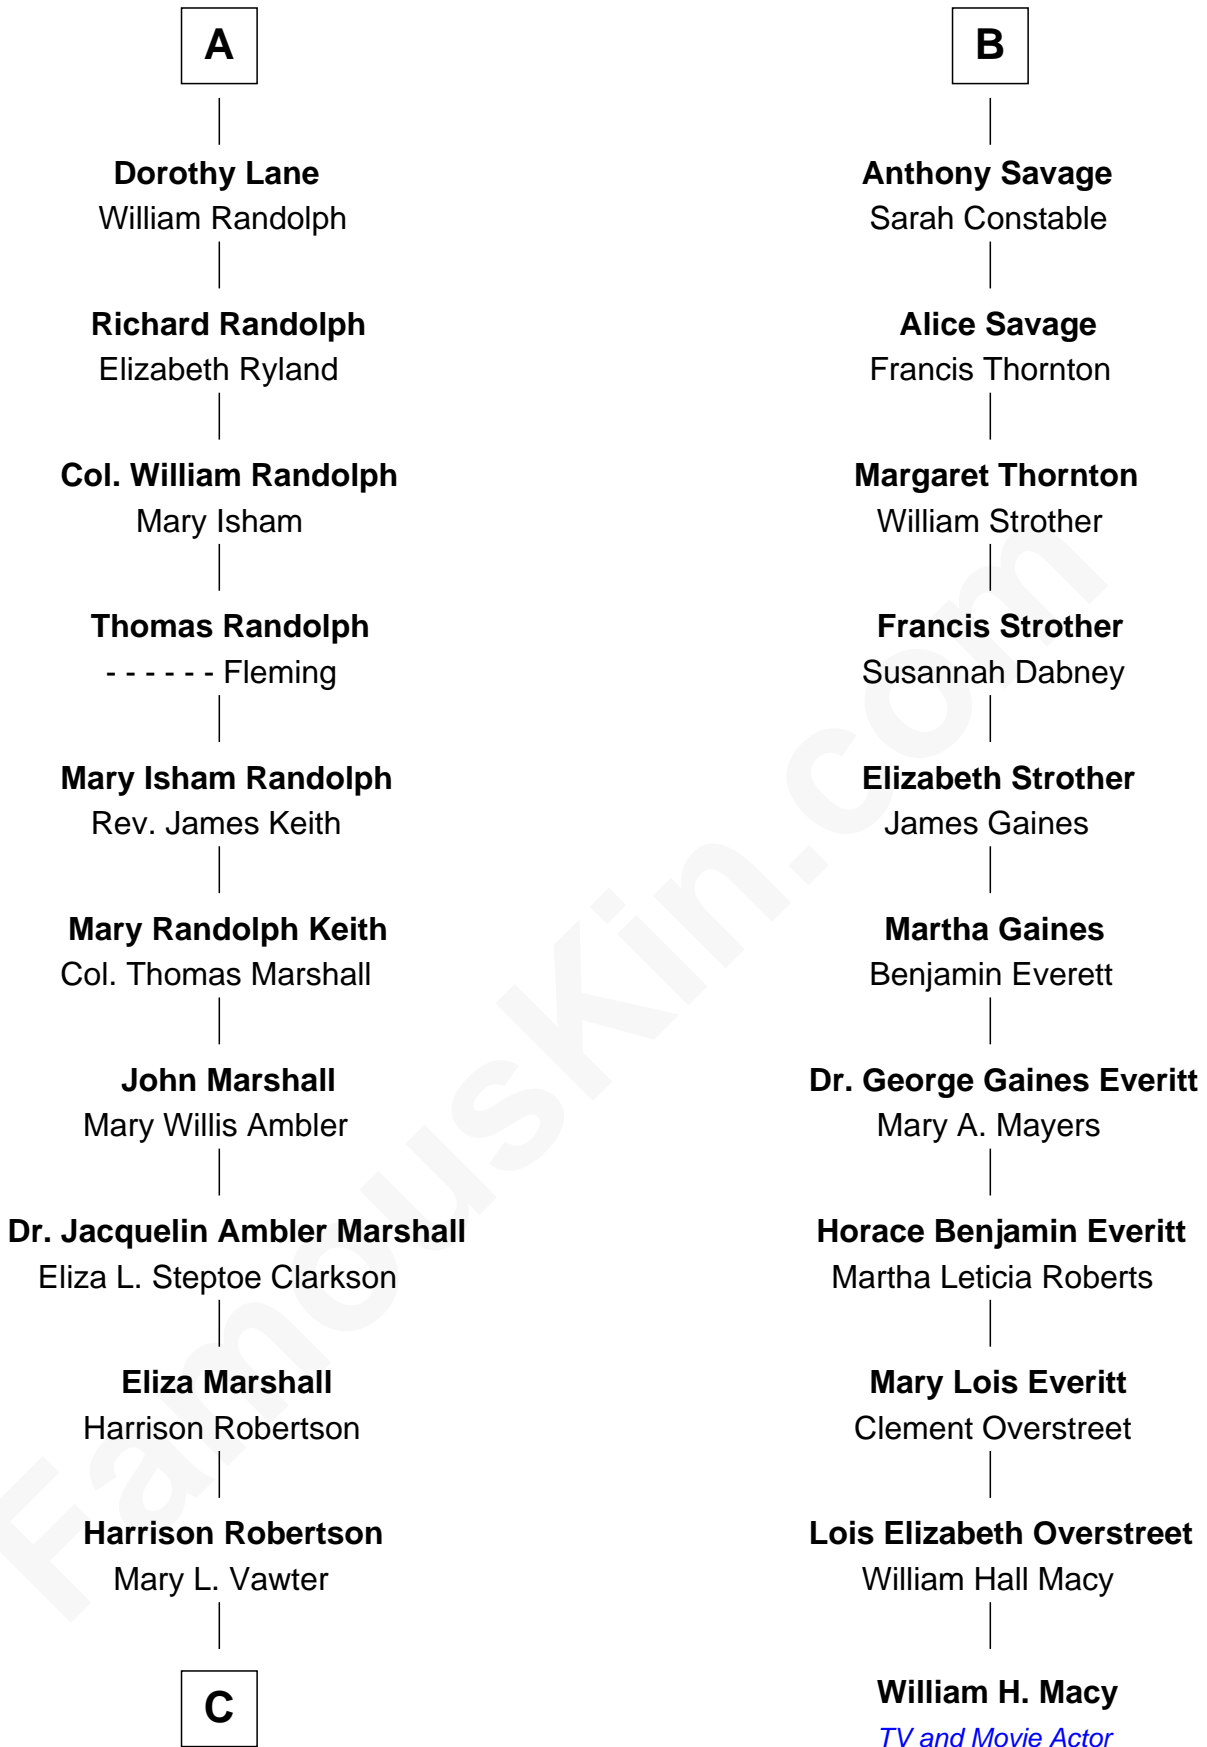 A
Dorothy Lane
William Randolph
Richard Randolph
Elizabeth Ryland
Col. William Randolph
Mary Isham
Thomas Randolph
- - - - - - Fleming
Mary Isham Randolph
Rev. James Keith
Mary Randolph Keith
Col. Thomas Marshall
John Marshall
Mary Willis Ambler
Dr. Jacquelin Ambler Marshall
Eliza L. Steptoe Clarkson
Eliza Marshall
Harrison Robertson
Harrison Robertson
Mary L. Vawter
C
B
Anthony Savage
Sarah Constable
Alice Savage
Francis Thornton
Margaret Thornton
William Strother
Francis Strother
Susannah Dabney
Elizabeth Strother
James Gaines
Martha Gaines
Benjamin Everett
Dr. George Gaines Everitt
Mary A. Mayers
Horace Benjamin Everitt
Martha Leticia Roberts
Mary Lois Everitt
Clement Overstreet
Lois Elizabeth Overstreet
William Hall Macy
William H. Macy
TV and Movie Actor
FamousKin.com